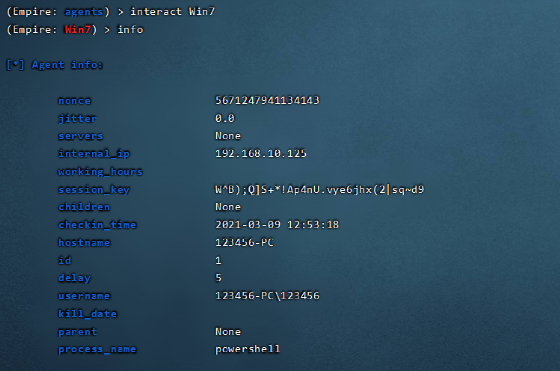 (Empire: agents) > interact Win7
(Empire: Win7) > info
[*] Agent info:
nonce 5671247941134143
jitter 0.0
servers None
internal_ip 192.168.10.125
working_hours
session_key W^B);Q]S+*!Ap4nU.vye6jhx(2|sq~d9
children None
checkin_time 2021-03-09 12:53:18
hostname 123456-PC
id 1
delay 5
username 123456-PC\123456
kill_date
parent None
process_name powershell